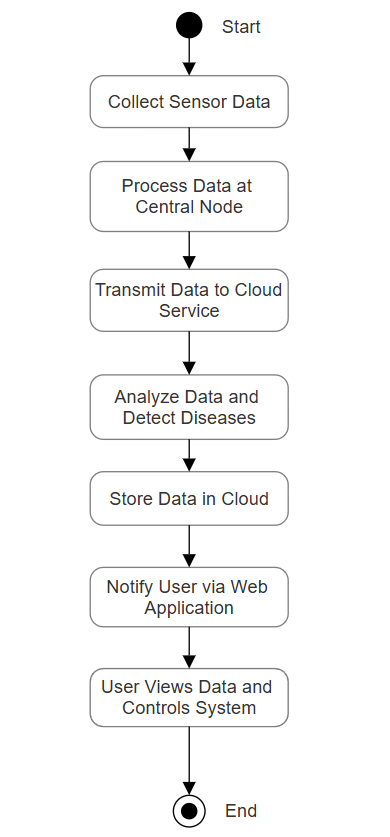 Start
Collect Sensor Data
Process Data at
Central Node
Transmit Data to Cloud
Service
Analyze Data and
Detect Diseases
Store Data in Cloud
Notify User via Web
Application
User Views Data and
Controls System
End